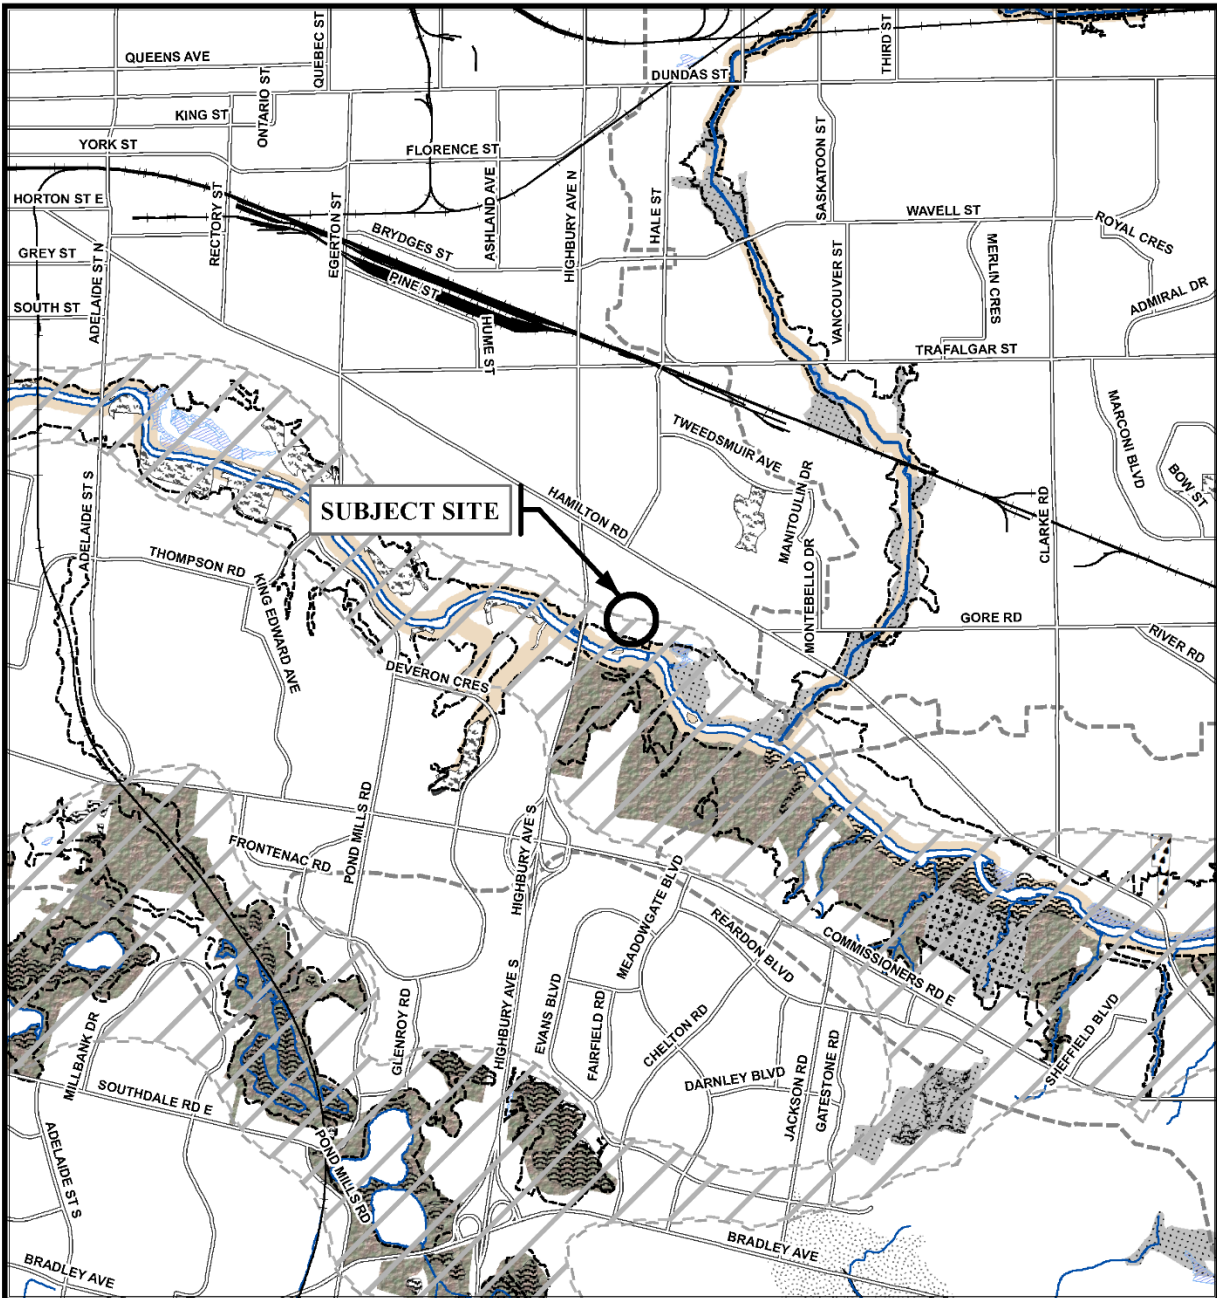 QUEENS AVE
QUEBEC ST
THIRD ST
DUNDAS ST
ONTARIO ST
KING ST
YORK ST
FLORENCE ST
SASKATOON ST
ASHLAND AVE
HIGHBURY AVE N
HORTON ST E
RECTORY ST
EGERTON ST
BRYDGES ST
HALE ST
WAVELL ST
ROYAL CRES
GREY ST
ADELAIDE ST N
PINE ST
VANCOUVER ST
MERLIN CRES
SOUTH ST
HUME ST
ADMIRAL DR
TRAFALGAR ST
MARCONI BLVD
TWEEDSMUIR AVE
BOW ST
SUBJECT SITE
HAMILTON RD
MANITOULIN DR
CLARKE RD
ADELAIDE ST S
THOMPSON RD
KING EDWARD AVE
MONTEBELLO DR
GORE RD
RIVER RD
DEVERON CRES
POND MILLS RD
HIGHBURY AVE S
FRONTENAC RD
MEADOWGATE BLVD
REARDON BLVD
COMMISSIONERS RD E
GLENROY RD
HIGHBURY AVE S
EVANS BLVD
FAIRFIELD RD
CHELTON RD
MILLBANK DR
SHEFFIELD BLVD
DARNLEY BLVD
JACKSON RD
GATESTONE RD
SOUTHDALE RD E
ADELAIDE ST S
POND MILLS RD
BRADLEY AVE
BRADLEY AVE